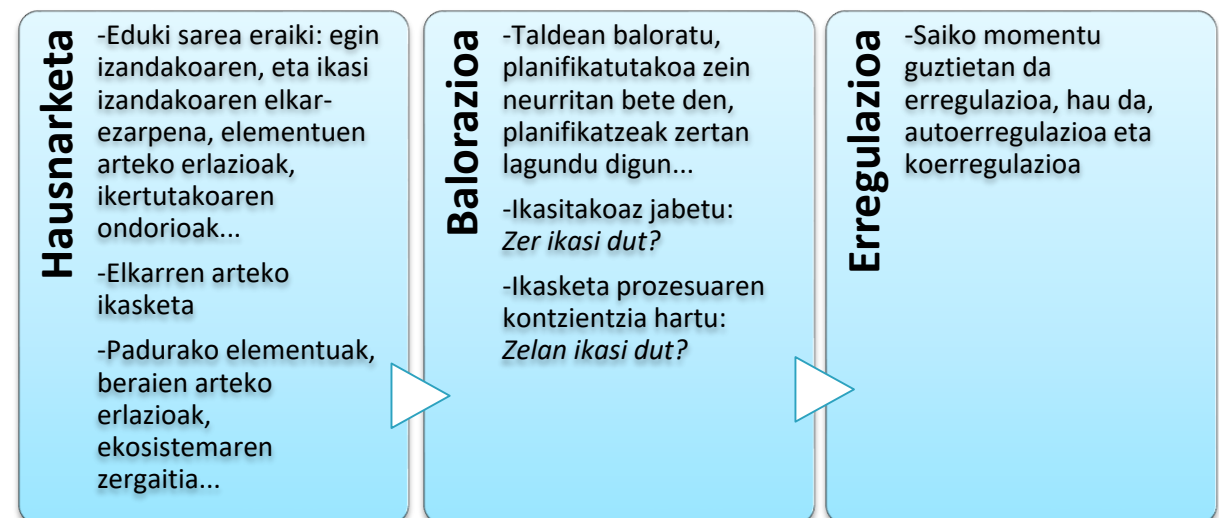 Hausnarketa
-Eduki sarea eraiki: egin
izandakoaren, eta ikasi
izandakoaren elkar-
ezarpena, elementuen
arteko erlazioak,
ikertutakoaren
ondorioak...
-Elkarren arteko
ikasketa
-Padurako elementuak,
beraien arteko
erlazioak,
ekosistemaren
zergaitia...
Balorazioa
-Taldean baloratu,
planifikatutakoa zein
neurritan bete den,
planifikatzeak zertan
lagundu digun...
-Ikasitakoaz jabetu:
Zer ikasi dut?
-Ikasketa prozesuaren
kontzientzia hartu:
Zelan ikasi dut?
Erregulazioa
-Saiko momentu
guztietan da
erregulazioa, hau da,
autoerregulazioa eta
koerregulazioa